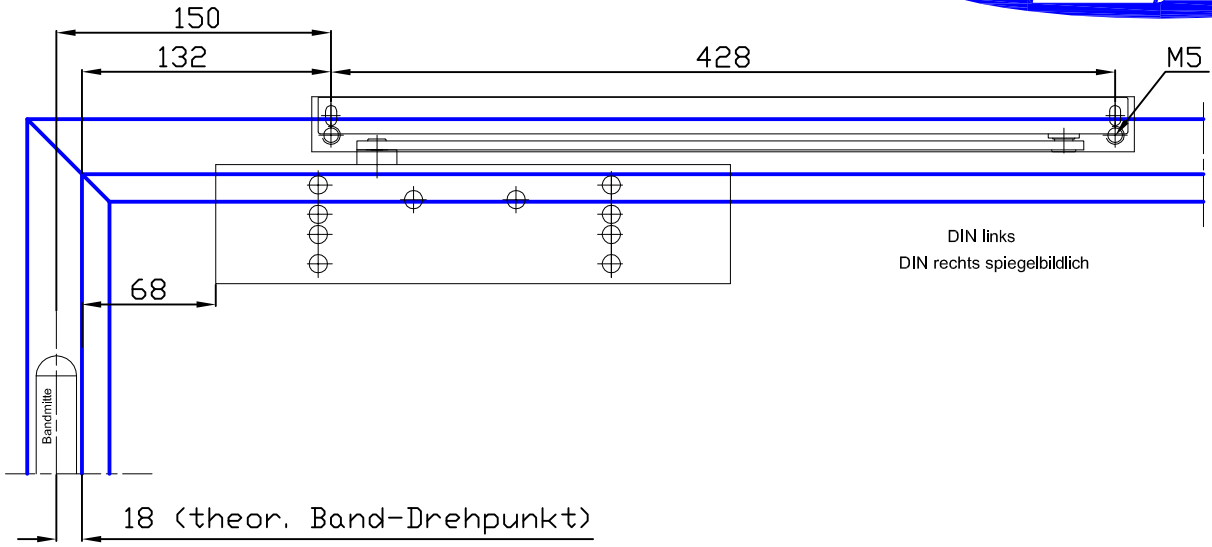 150
132
428
M5
DIN links
DIN rechts spiegelbildlich
68
Bandmitte
18 (theor. Band-Drehpunkt)